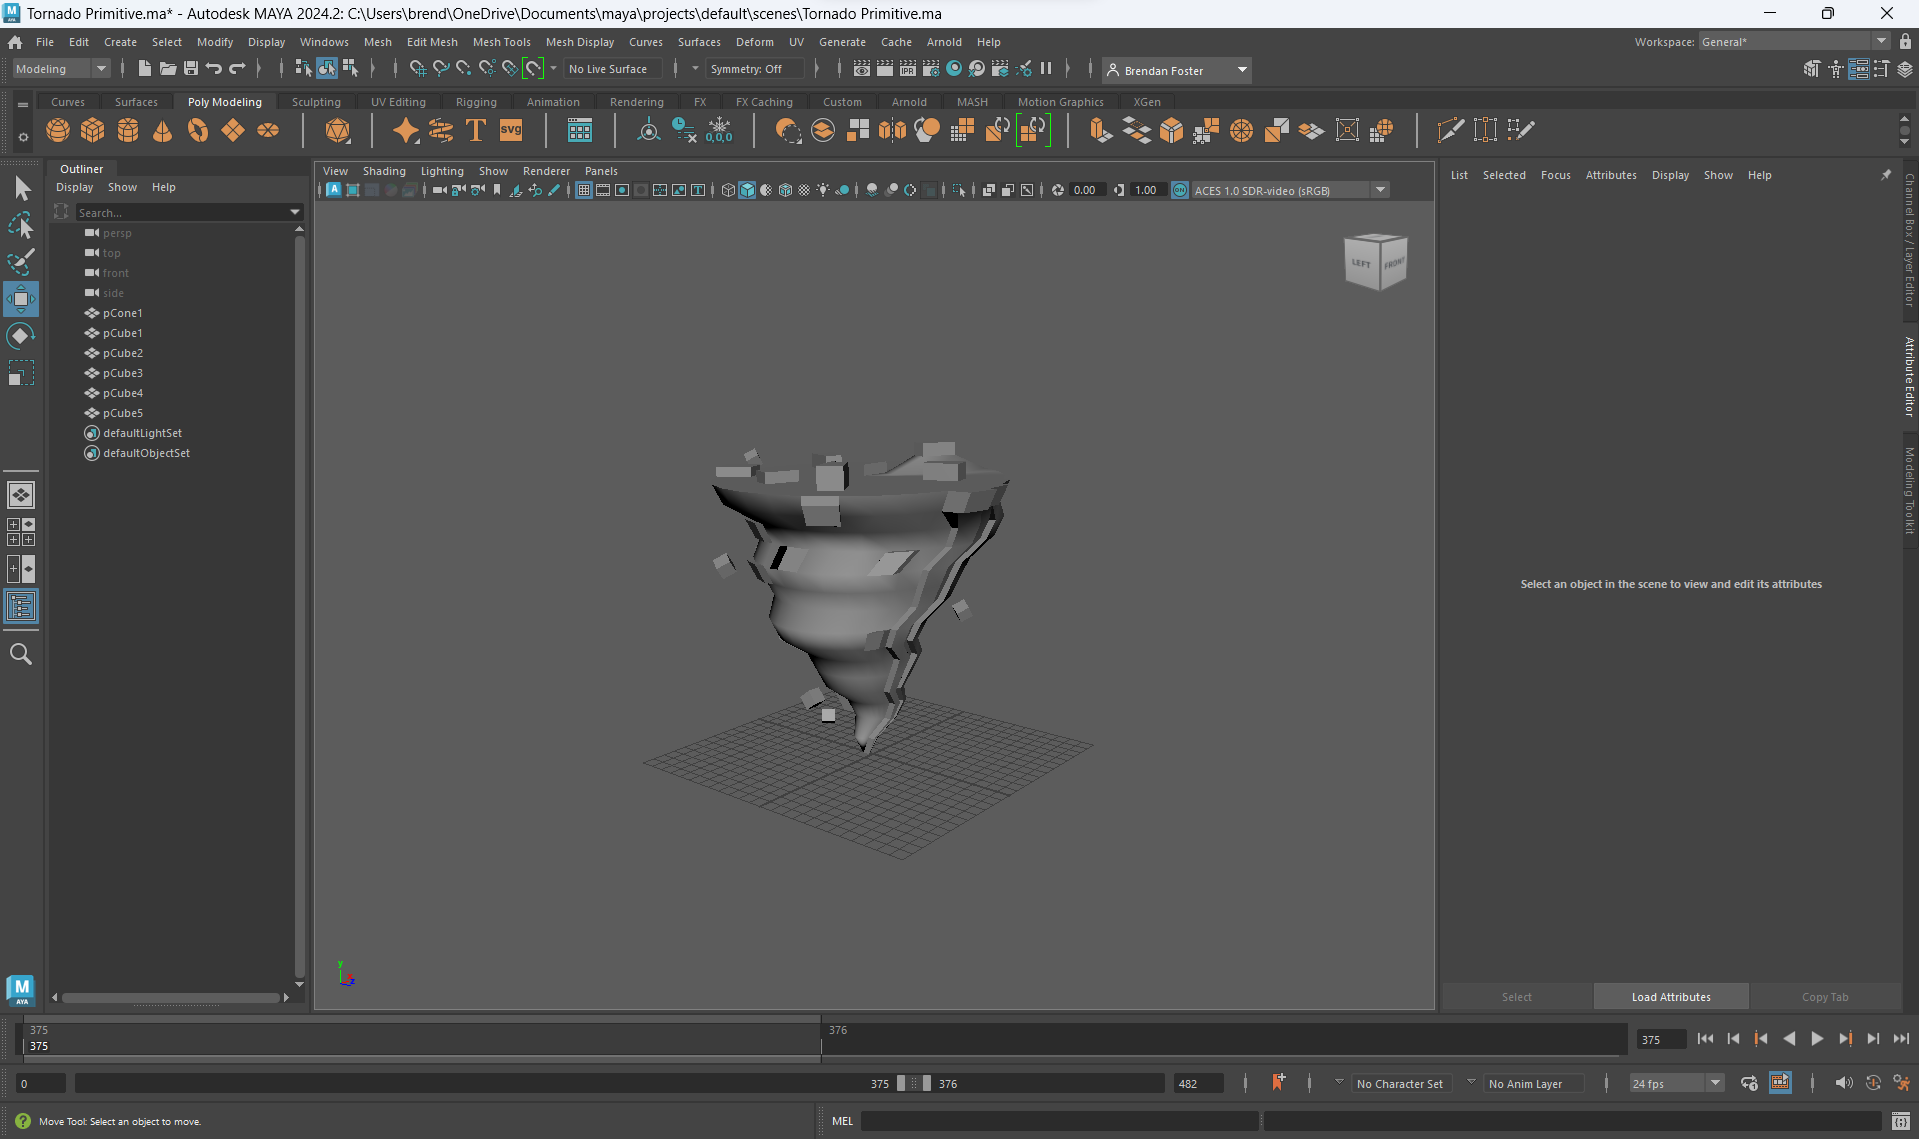 Tornado Primitive.ma* - Autodesk MAYA 2024.2: C:\Users\brend\OneDrive\Documents\maya\projects\default\scenes\Tornado Primitive.ma
File Edit Create Select Modify Display Windows Mesh Edit Mesh Mesh Tools Mesh Display Curves Surfaces Deform UV Generate Cache Arnold Help
Workspace: General*
Modeling
No Live Surface
Symmetry: Off
IPR
Brendan Foster
Curves Surfaces Poly Modeling Sculpting UV Editing Rigging Animation Rendering FX FX Caching Custom Arnold MASH Motion Graphics XGen
T
SVG
0,0,0
Outliner
Display Show Help
Search...
persp
top
front
side
pCone1
pCube1
pCube2
pCube3
pCube4
pCube5
defaultLightSet
defaultObjectSet
View Shading Lighting Show Renderer Panels
0.00
1.00
ON
ACES 1.0 SDR-video (sRGB)
LEFT
FRONT
y
z
List Selected Focus Attributes Display Show Help
Select an object in the scene to view and edit its attributes
Select
Load Attributes
Copy Tab
Channel Box / Layer Editor
Attribute Editor
Modeling Toolkit
M
AYA
375
376
375
375
0
375
376
482
No Character Set
No Anim Layer
24 fps
Move Tool: Select an object to move.
MEL